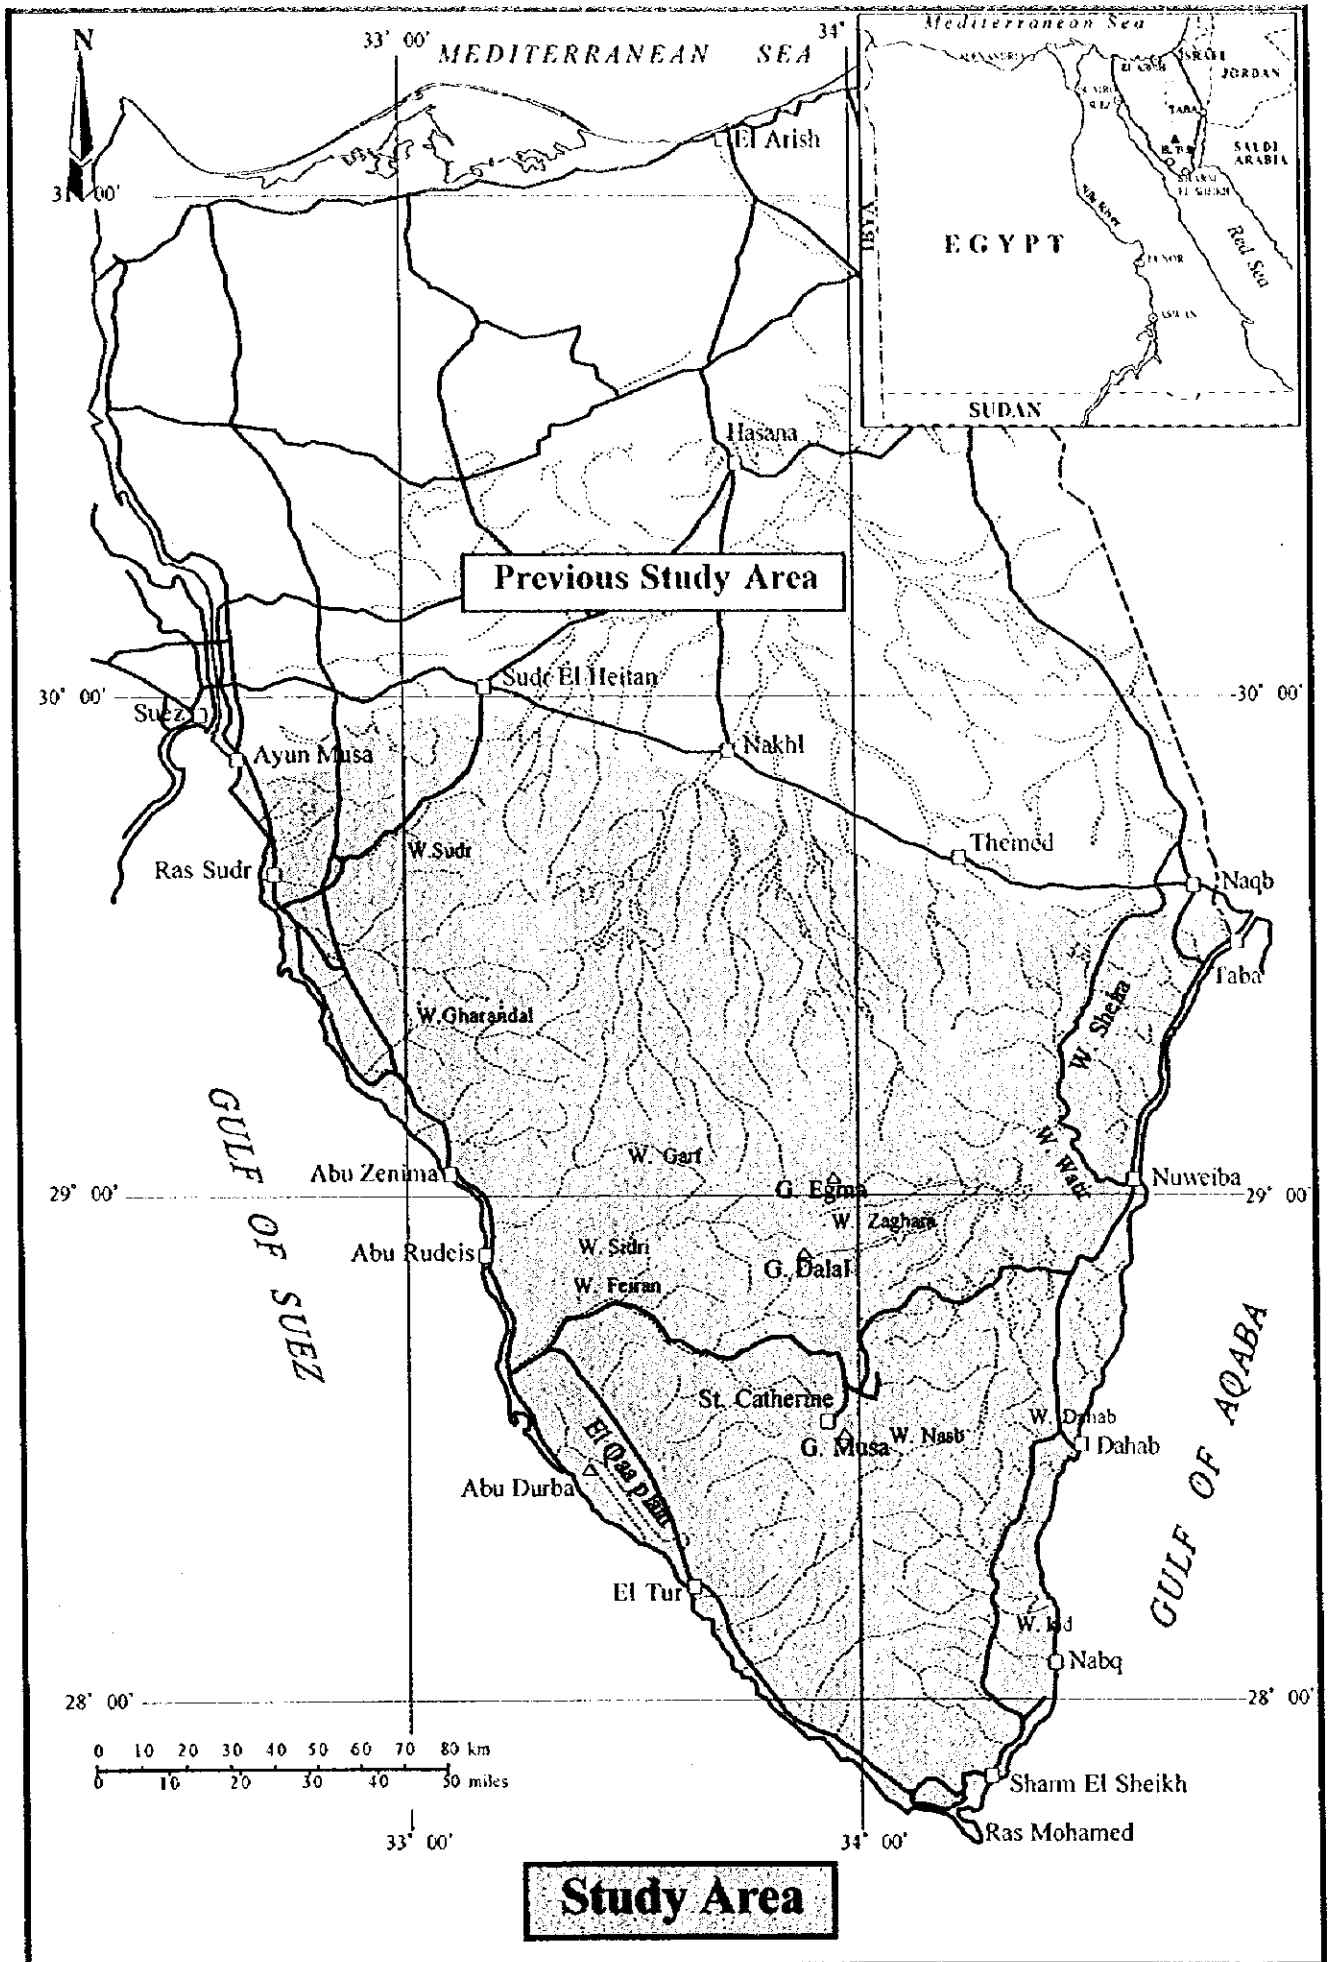 N
33° 00'
34°
MEDITERRANEAN SEA
Mediterranean Sea
ISRAEL
JORDAN
TABA
SAUDI
ARABIA
SHARM
EL SHEIKH
Nile River
EGYPT
Red Sea
ASWAN
SUDAN
El Arish
Hasana
Previous Study Area
30° 00'
Sudr El Heitan
30° 00'
Suez
Ayun Musa
Nakhl
Themed
Naqb
Taba
Ras Sudr
W.Sudr
W. Gharandal
GULF OF SUEZ
Abu Zenima
W. Garf
G. Egma
W. Watir
Nuweiba
29° 00'
29° 00'
W. Zaghara
Abu Rudeis
W. Sidri
G. Dalal
W. Feiran
GULF OF AQABA
St. Catherine
G. Musa
W. Nasb
W. Dahab
Dahab
El Qaa plain
Abu Durba
El Tur
W. kid
Nabq
28° 00'
28° 00'
0 10 20 30 40 50 60 70 80 km
0 10 20 30 40 50 miles
Sharm El Sheikh
Ras Mohamed
33° 00'
34° 00'
Study Area